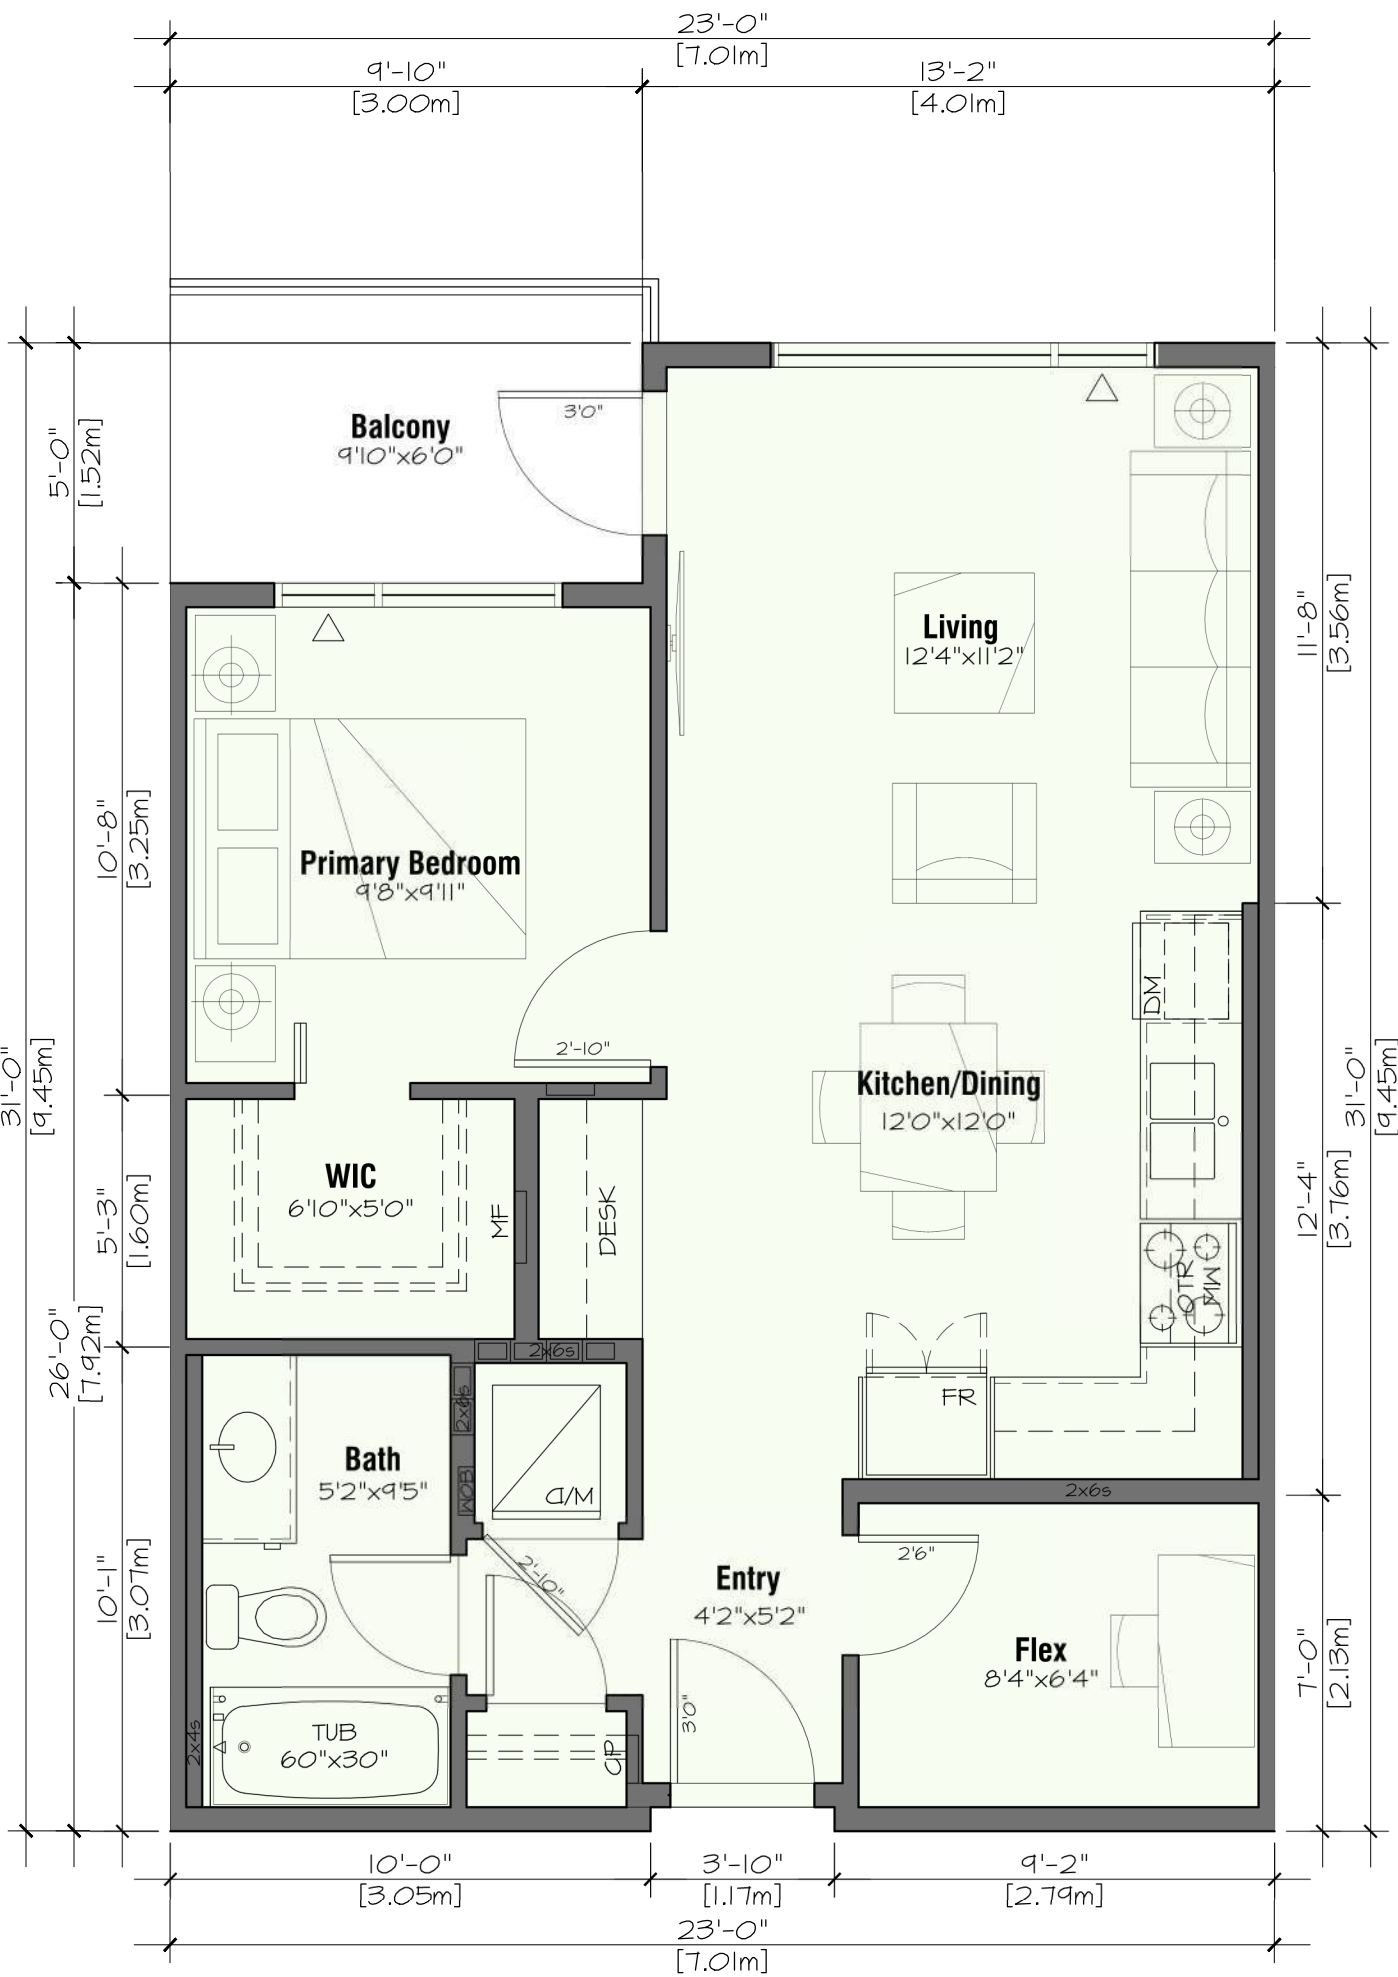 23'-0"
[7.01m]
9'-10"
[3.00m]
13'-2"
[4.01m]
5'-0"
[1.52m]
Balcony
9'10"x6'0"
3'0"
Living
12'4"x11'2"
11'-8"
[3.56m]
10'-8"
[3.25m]
Primary Bedroom
9'8"x9'11"
DW
2'-10"
31'-0"
[9.45m]
Kitchen/Dining
12'0"x12'0"
31'-0"
[9.45m]
5'-3"
[1.60m]
WIC
6'10"x5'0"
MF
DESK
12'-4"
[3.76m]
OTR
MW
26'-0"
[7.92m]
2x6s
2x6s
FR
Bath
5'2"x9'5"
WOB
W/D
2x6s
10'-1"
[3.07m]
2'-10"
2'6"
Entry
4'2"x5'2"
Flex
8'4"x6'4"
7'-0"
[2.13m]
3'0"
2x4s
TUB
60"x30"
CP
10'-0"
[3.05m]
3'-10"
[1.17m]
9'-2"
[2.79m]
23'-0"
[7.01m]